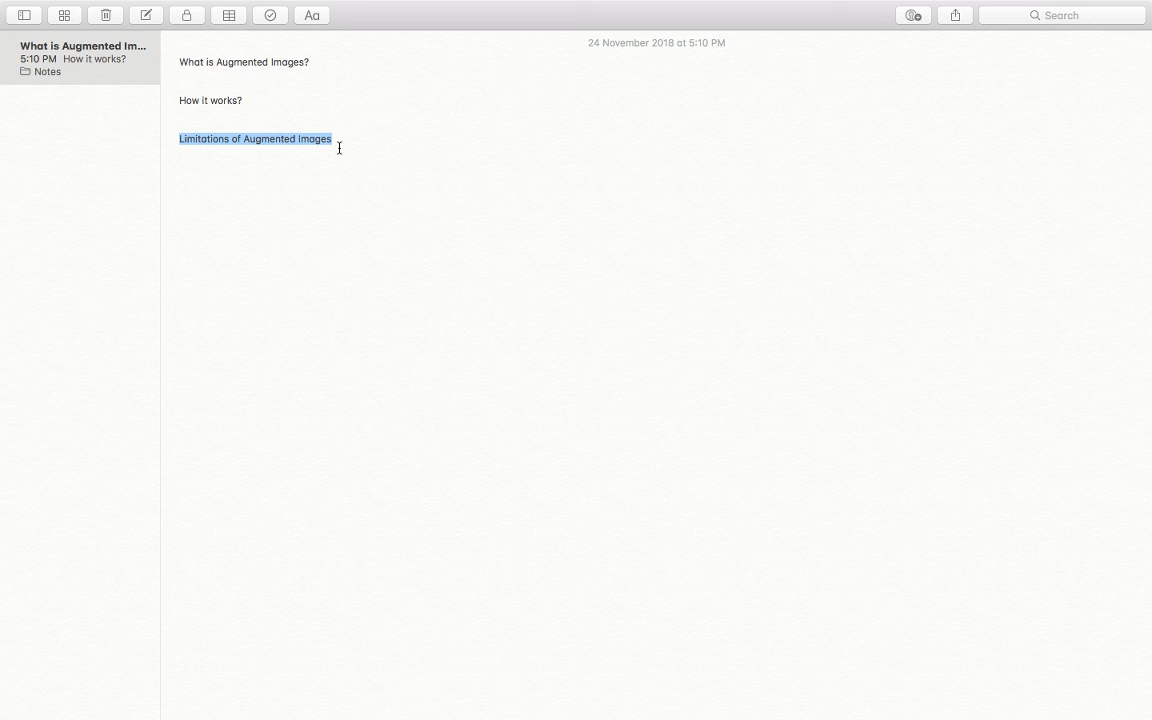 Aa
Search
What is Augmented Im...
5:10 PM How it works?
Notes
24 November 2018 at 5:10 PM
What is Augmented Images?
How it works?
Limitations of Augmented Images